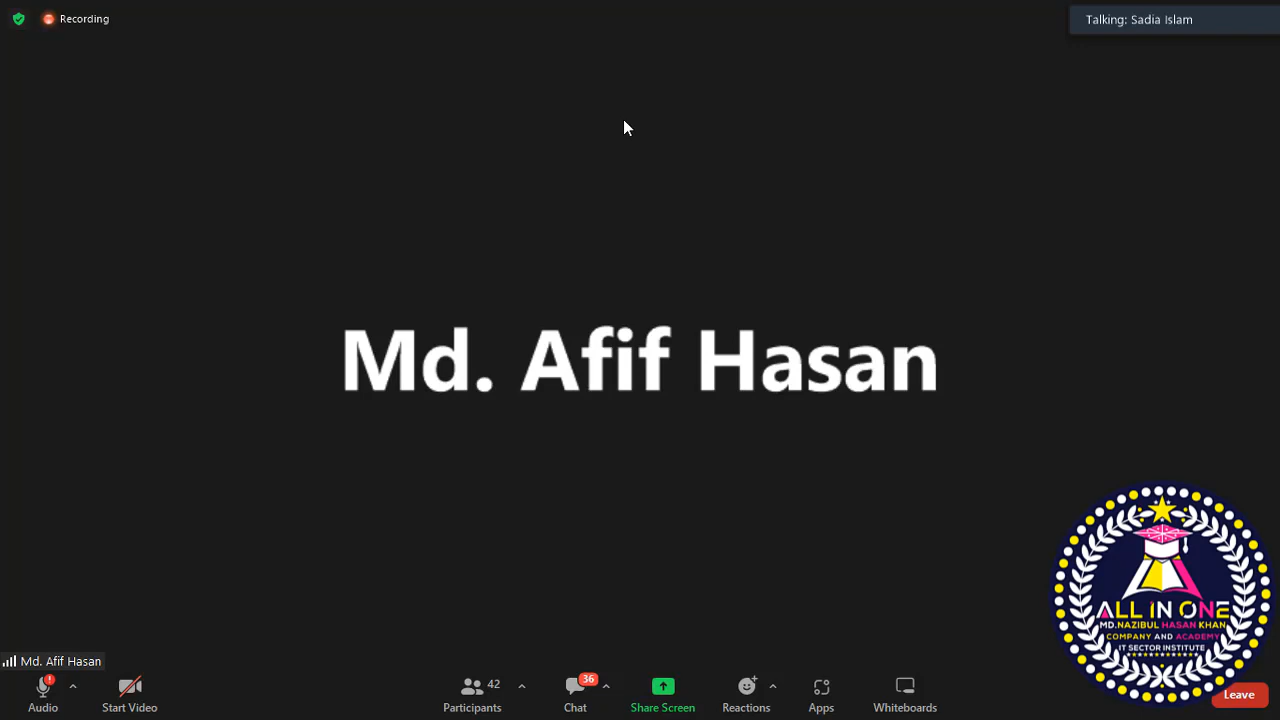 Recording
Talking: Sadia Islam
Md. Afif Hasan
ALL IN ONE
MD.NAZIBUL HASAN KHAN
COMPANY AND ACADEMY
IT SECTOR INSTITUTE
Md. Afif Hasan
Audio
Start Video
42
Participants
36
Chat
Share Screen
Reactions
Apps
Whiteboards
Leave